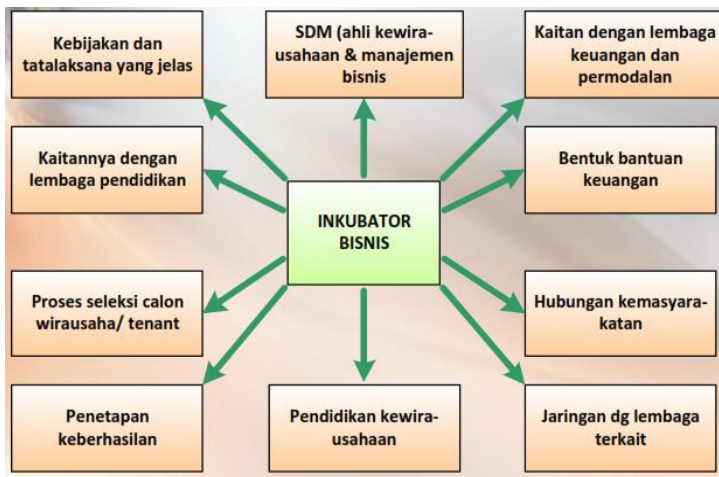 Kebijakan dan
tatalaksana yang jelas
SDM (ahli kewira-
usahaan & manajemen
bisnis
Kaitan dengan lembaga
keuangan dan
permodalan
Kaitannya dengan
lembaga pendidikan
Bentuk bantuan
keuangan
INKUBATOR
BISNIS
Proses seleksi calon
wirausaha/ tenant
Hubungan kemasyara-
katan
Penetapan
keberhasilan
Pendidikan kewira-
usahaan
Jaringan dg lembaga
terkait